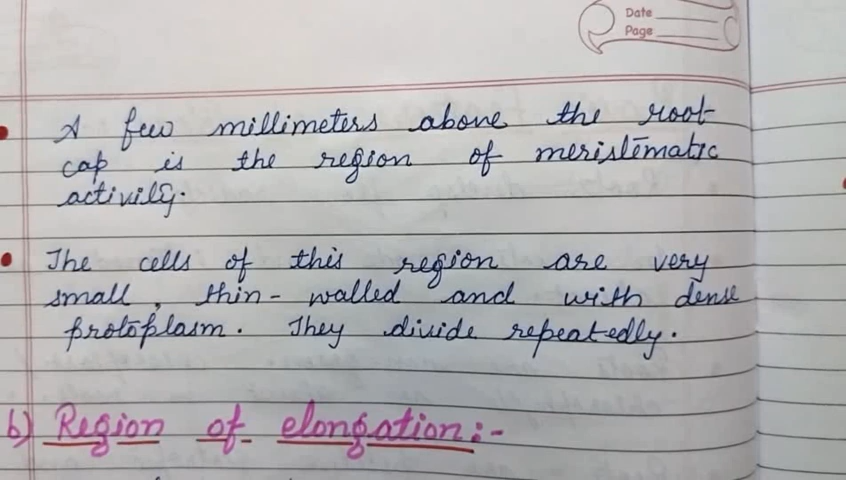 Date
Page
A few millimeters above the root
cap is the region of meristematic
activity.
The cells of this region are very
small, thin-walled and with dense
protoplasm. They divide repeatedly.
b) Region of elongation:-